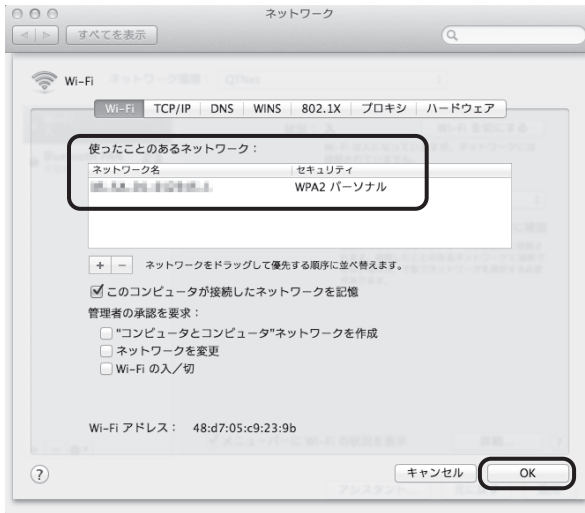 ネットワーク
すべてを表示
Wi-Fi
Wi-Fi TCP/IP DNS WINS 802.1X プロキシ ハードウェア
使ったことのあるネットワーク：
ネットワーク名 セキュリティ
WPA2 パーソナル
+ − ネットワークをドラッグして優先する順序に並べ替えます。
このコンピュータが接続したネットワークを記憶
管理者の承認を要求：
“コンピュータとコンピュータ”ネットワークを作成
ネットワークを変更
Wi-Fi の入／切
Wi-Fi アドレス： 48:d7:05:c9:23:9b
? キャンセル OK